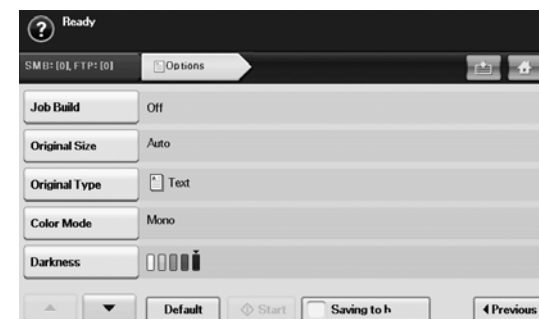 ?
Ready
SMB: [0], FTP: [0]
Options
Job Build
Off
Original Size
Auto
Original Type
Text
Color Mode
Mono
Darkness
Default
Start
Saving to h
Previous